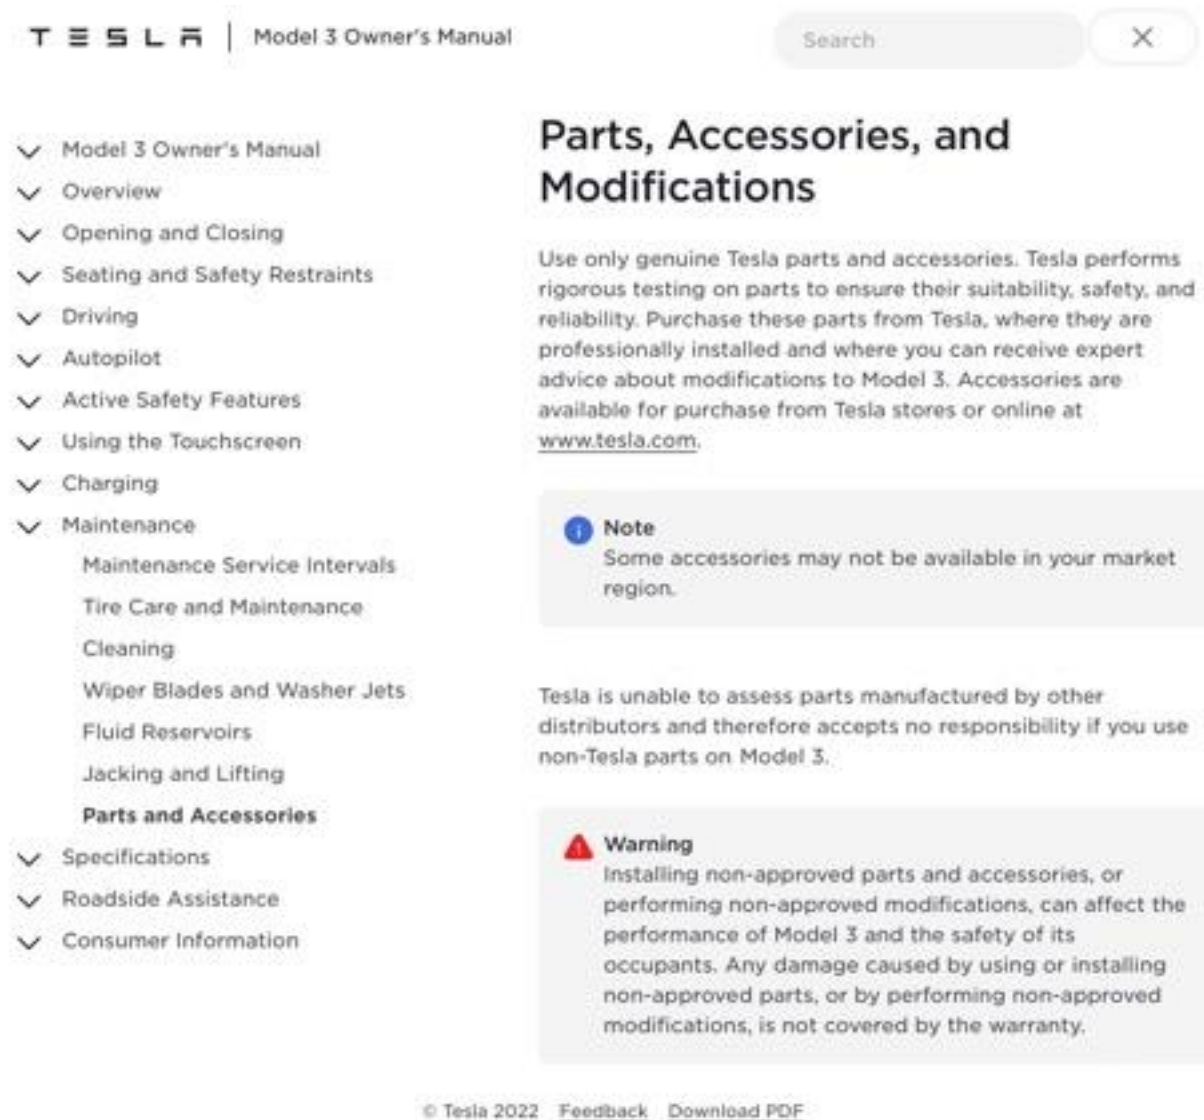 TESLA | Model 3 Owner's Manual
Search
Model 3 Owner's Manual
Overview
Opening and Closing
Seating and Safety Restraints
Driving
Autopilot
Active Safety Features
Using the Touchscreen
Charging
Maintenance
Maintenance Service Intervals
Tire Care and Maintenance
Cleaning
Wiper Blades and Washer Jets
Fluid Reservoirs
Jacking and Lifting
Parts and Accessories
Specifications
Roadside Assistance
Consumer Information
Parts, Accessories, and
Modifications
Use only genuine Tesla parts and accessories. Tesla performs
rigorous testing on parts to ensure their suitability, safety, and
reliability. Purchase these parts from Tesla, where they are
professionally installed and where you can receive expert
advice about modifications to Model 3. Accessories are
available for purchase from Tesla stores or online at
www.tesla.com.
Note
Some accessories may not be available in your market
region.
Tesla is unable to assess parts manufactured by other
distributors and therefore accepts no responsibility if you use
non-Tesla parts on Model 3.
Warning
Installing non-approved parts and accessories, or
performing non-approved modifications, can affect the
performance of Model 3 and the safety of its
occupants. Any damage caused by using or installing
non-approved parts, or by performing non-approved
modifications, is not covered by the warranty.
© Tesla 2022 Feedback Download PDF